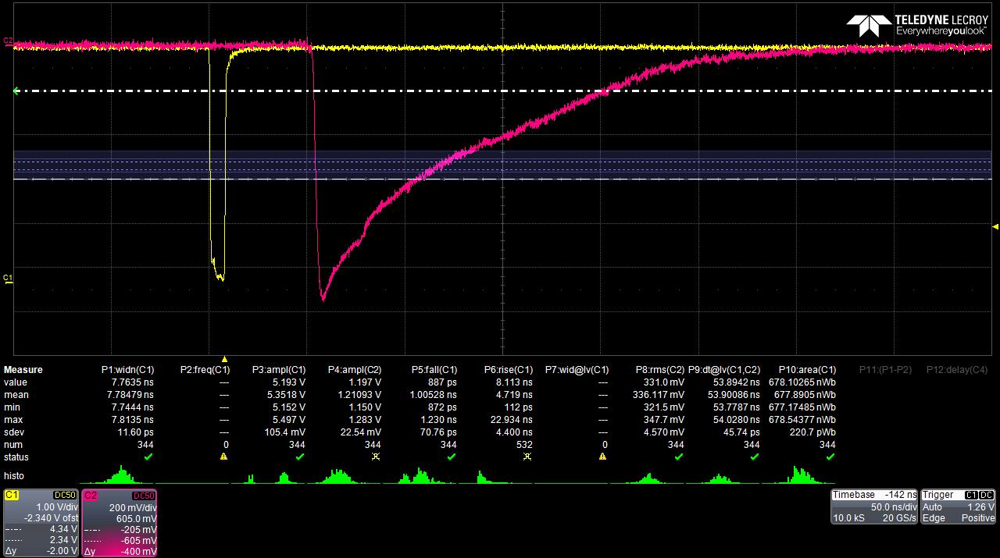 TELEDYNE LECROY
Everywhereyoulook™
C2
C1
Measure P1:widn(C1) P2:freq(C1) P3:ampl(C1) P4:ampl(C2) P5:fall(C1) P6:rise(C1) P7:wid@lv(C1) P8:rms(C2) P9:dt@lv(C1,C2) P10:area(C1) P11:(P1-P2) P12:delay(C4)
value 7.7635 ns --- 5.193 V 1.197 V 887 ps 8.113 ns --- 331.0 mV 53.8942 ns 678.10265 nWb
mean 7.78479 ns --- 5.3518 V 1.21093 V 1.00528 ns 4.719 ns --- 336.117 mV 53.90086 ns 677.8905 nWb
min 7.7444 ns --- 5.152 V 1.150 V 872 ps 112 ps --- 321.5 mV 53.7787 ns 677.17485 nWb
max 7.8135 ns --- 5.497 V 1.283 V 1.230 ns 22.934 ns --- 347.7 mV 54.0280 ns 678.54377 nWb
sdev 11.60 ps --- 105.4 mV 22.54 mV 70.76 ps 4.400 ns --- 4.570 mV 45.74 ps 220.7 pWb
num 344 0 344 344 344 532 0 344 344 344
status
histo
C1 DC50
1.00 V/div
-2.340 V ofst
4.34 V
2.34 V
Δy -2.00 V
C2 DC50
200 mV/div
605.0 mV
-205 mV
-605 mV
Δy -400 mV
Timebase -142 ns
50.0 ns/div
10.0 kS 20 GS/s
Trigger C1 DC
Auto 1.26 V
Edge Positive